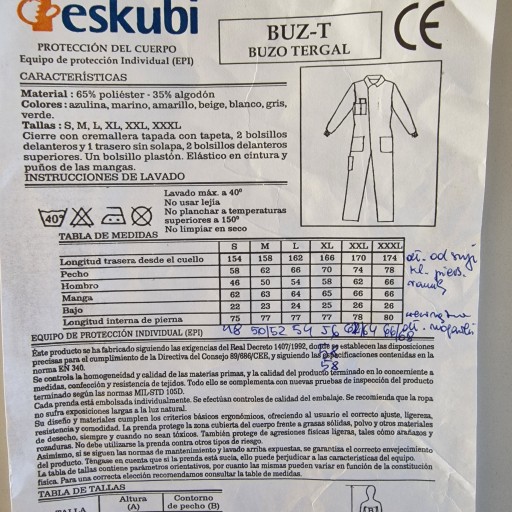 eskubi
PROTECCIÓN DEL CUERPO
Equipo de protección Individual (EPI)
BUZ-T
BUZO TERGAL
CE
CARACTERÍSTICAS
Material : 65% poliéster - 35% algodón
Colores : azulina, marino, amarillo, beige, blanco, gris,
verde.
Tallas : S, M, L, XL, XXL, XXXL
Cierre con cremallera tapada con tapeta, 2 bolsillos
delanteros y 1 trasero sin solapa, 2 bolsillos delanteros
superiores. Un bolsillo plastón. Elástico en cintura y
puños de las mangas.
INSTRUCCIONES DE LAVADO
40º
Lavado máx. a 40º
No usar lejía
No planchar a temperaturas
superiores a 150º
No limpiar en seco
TABLA DE MEDIDAS
S M L XL XXL XXXL
Longitud trasera desde el cuello 154 158 162 166 170 174
Pecho 58 62 66 70 74 78
Hombro 46 50 54 58 62 66
Manga 62 63 64 65 66 66
Bajo 22 23 24 25 26 26
Longitud interna de pierna 75 77 77 77 78 80
48 50/52 54 56 62/64 66/68
58
EQUIPO DE PROTECCIÓN INDIVIDUAL (EPI)
Este producto se ha fabricado siguiendo las exigencias del Real Decreto 1407/1992, donde se establecen las disposiciones
precisas para el cumplimiento de la Directiva del Consejo 89/686/CEE, y siguiendo las especificaciones contenidas en la
norma EN 340.
Se controla la homogeneidad y calidad de las materias primas, y la calidad del producto terminado en lo concerniente a
medidas, confección y resistencia de tejidos. Todo ello se complementa con nuevas pruebas de inspección del producto
terminado según las normas MIL-STD 105D.
Cada prenda está embolsada individualmente. Se efectúan controles de calidad del embalaje. Se recomienda que la ropa
no sufra exposiciones largas a la luz natural.
Su diseño y materiales cumplen los criterios básicos ergonómicos, ofreciendo al usuario el correcto ajuste, ligereza,
resistencia y comodidad. La prenda protege la zona cubierta del cuerpo frente a grasas sólidas, polvo y otros materiales
de desecho, siempre y cuando no sean tóxicos. También protege de agresiones físicas ligeras, tales cómo arañazos y
rozaduras. No debe utilizarse la prenda contra otros tipos de riesgo.
Asimismo, si se siguen las normas de mantenimiento y lavado arriba expuestas, se garantiza el correcto envejecimiento
del producto. Tengase en cuenta que si la prenda está sucia, ello puede perjudicar a las características del equipo.
La tabla de tallas contiene parámetros orientativos, por cuanto las mismas pueden variar en función de la constitución
física. Para una correcta elección recomendamos consultar la tabla de medidas.
TABLA DE TALLAS
TALLA
Altura
(A)
Contorno
de pecho (B)
[B]